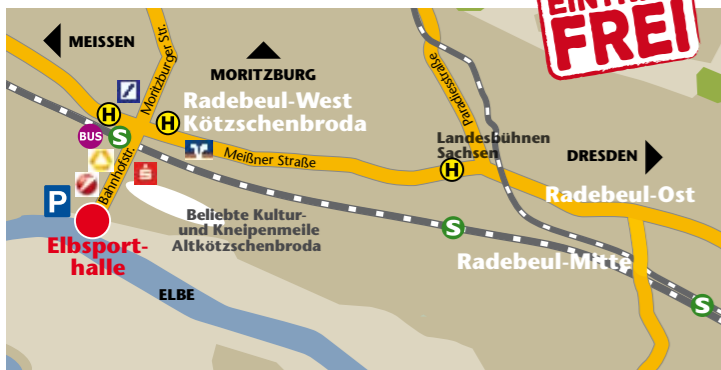 EINTRITT
FREI
MEISSEN
Moritzburger Str.
MORITZBURG
Radebeul-West
Kötzschenbroda
H
H
BUS
S
Bahnhofstr.
Meißner Straße
Paradiesstraße
Landesbühnen
Sachsen
H
DRESDEN
Radebeul-Ost
P
Elbsport-
halle
Beliebte Kultur-
und Kneipenmeile
Altkötzschenbroda
S
Radebeul-Mitte
S
ELBE